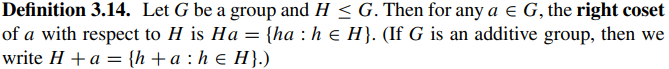 Definition 3.14. Let G be a group and H ≤ G. Then for any a ∈ G, the right coset
of a with respect to H is Ha = {ha : h ∈ H}. (If G is an additive group, then we
write H + a = {h + a : h ∈ H}.)